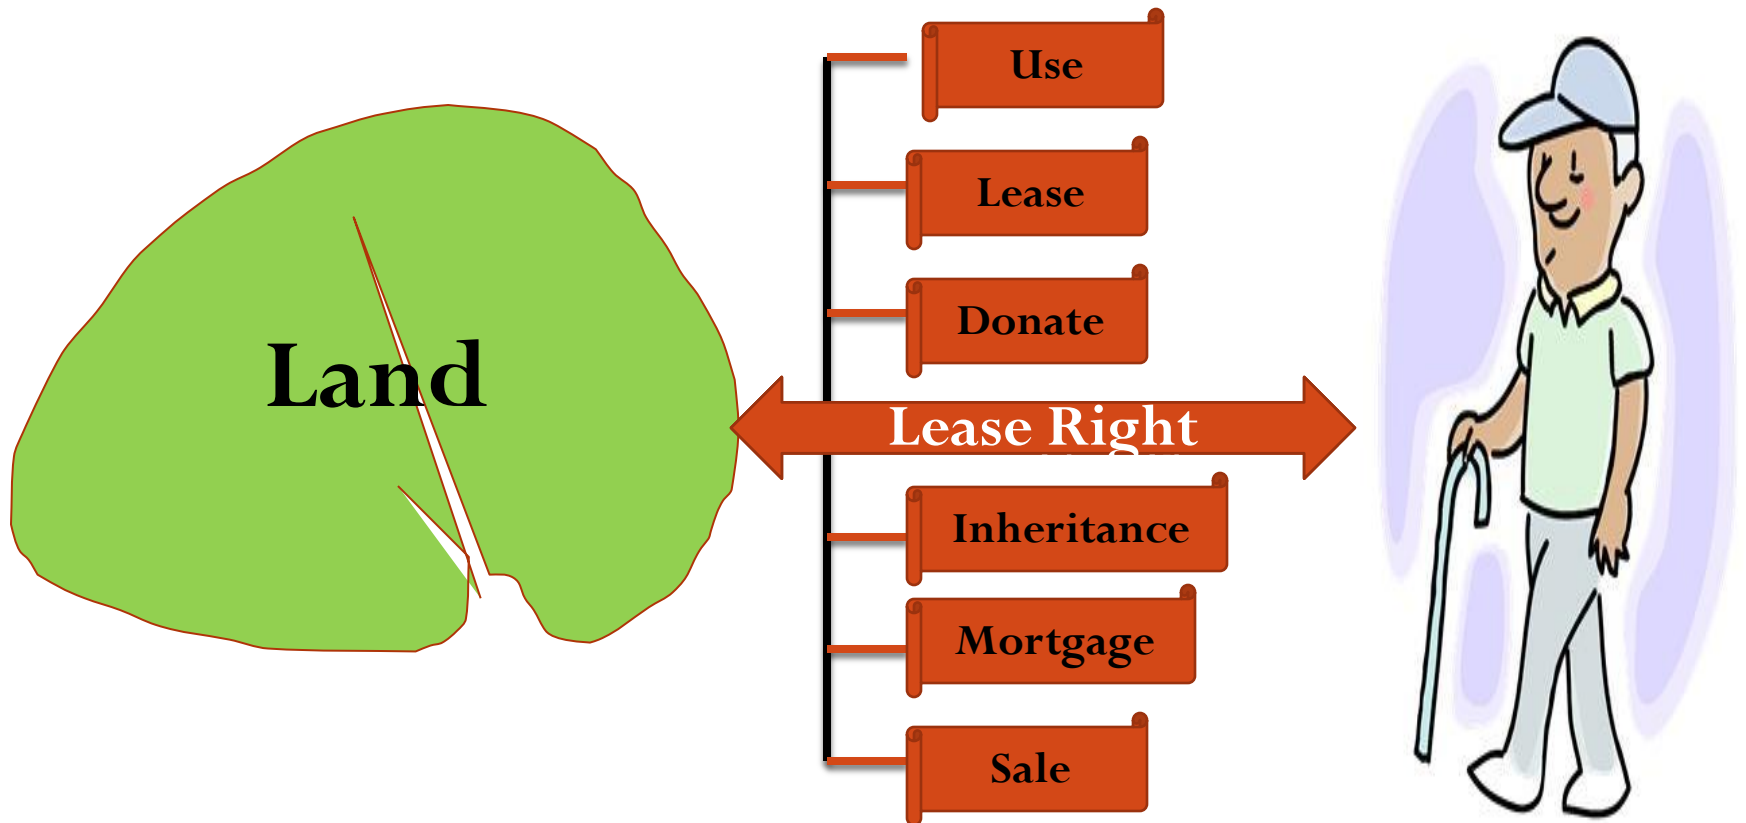 Land
Use
Lease
Donate
Lease Right
Inheritance
Mortgage
Sale